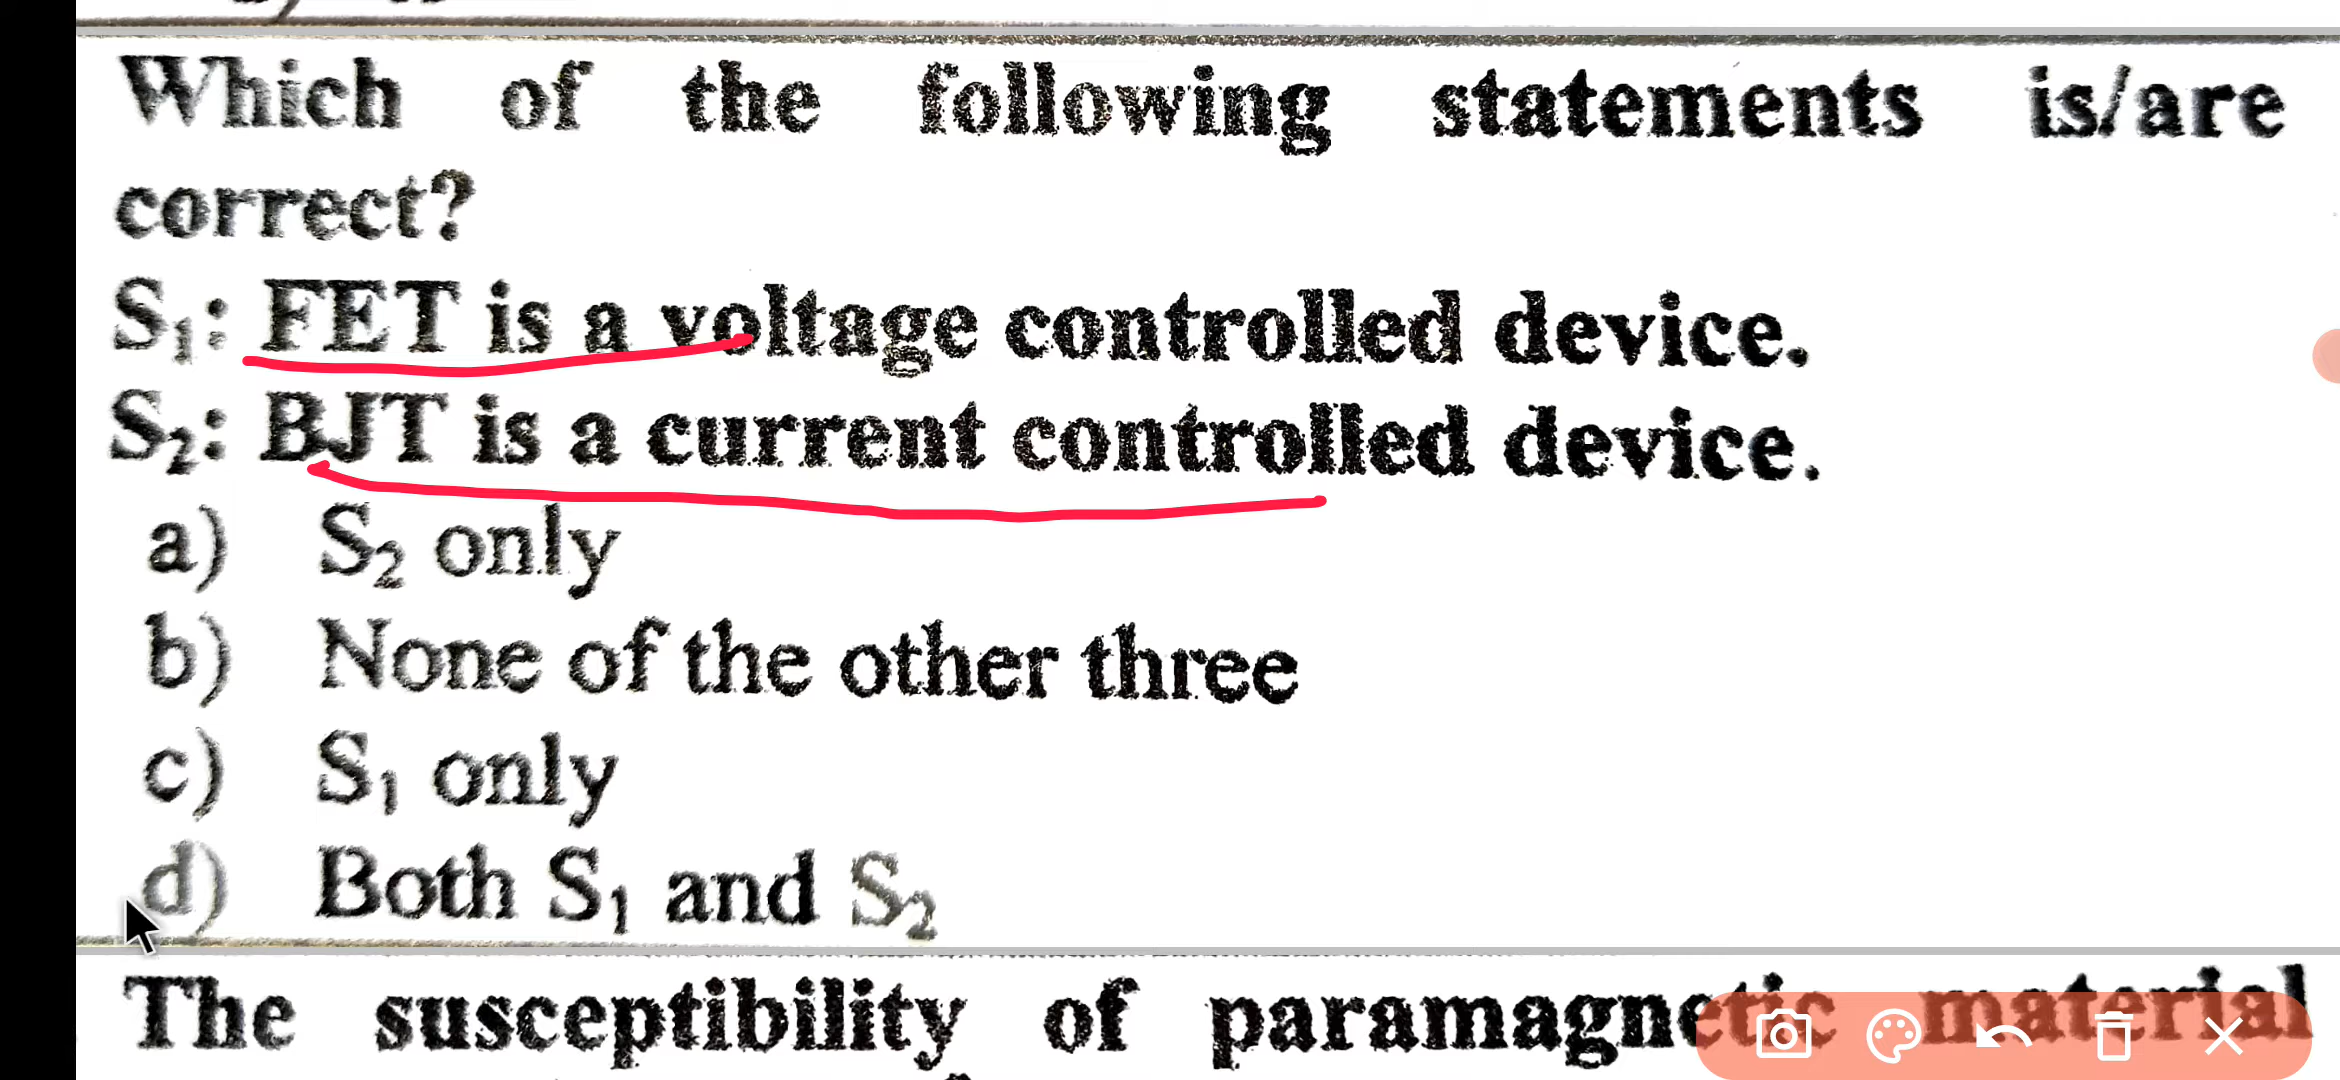 Which of the following statements is/are
correct?
S₁: FET is a voltage controlled device.
S₂: BJT is a current controlled device.
a) S₂ only
b) None of the other three
c) S₁ only
d) Both S₁ and S₂
The susceptibility of paramagnetic material